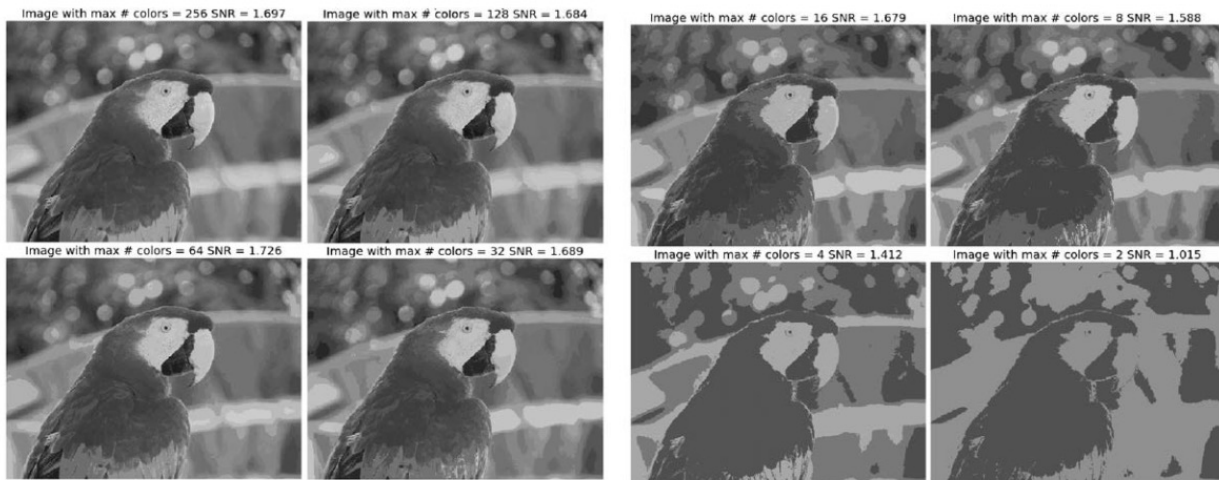 Image with max # colors = 256 SNR = 1.697
Image with max # colors = 128 SNR = 1.684
Image with max # colors = 16 SNR = 1.679
Image with max # colors = 8 SNR = 1.588
Image with max # colors = 64 SNR = 1.726
Image with max # colors = 32 SNR = 1.689
Image with max # colors = 4 SNR = 1.412
Image with max # colors = 2 SNR = 1.015